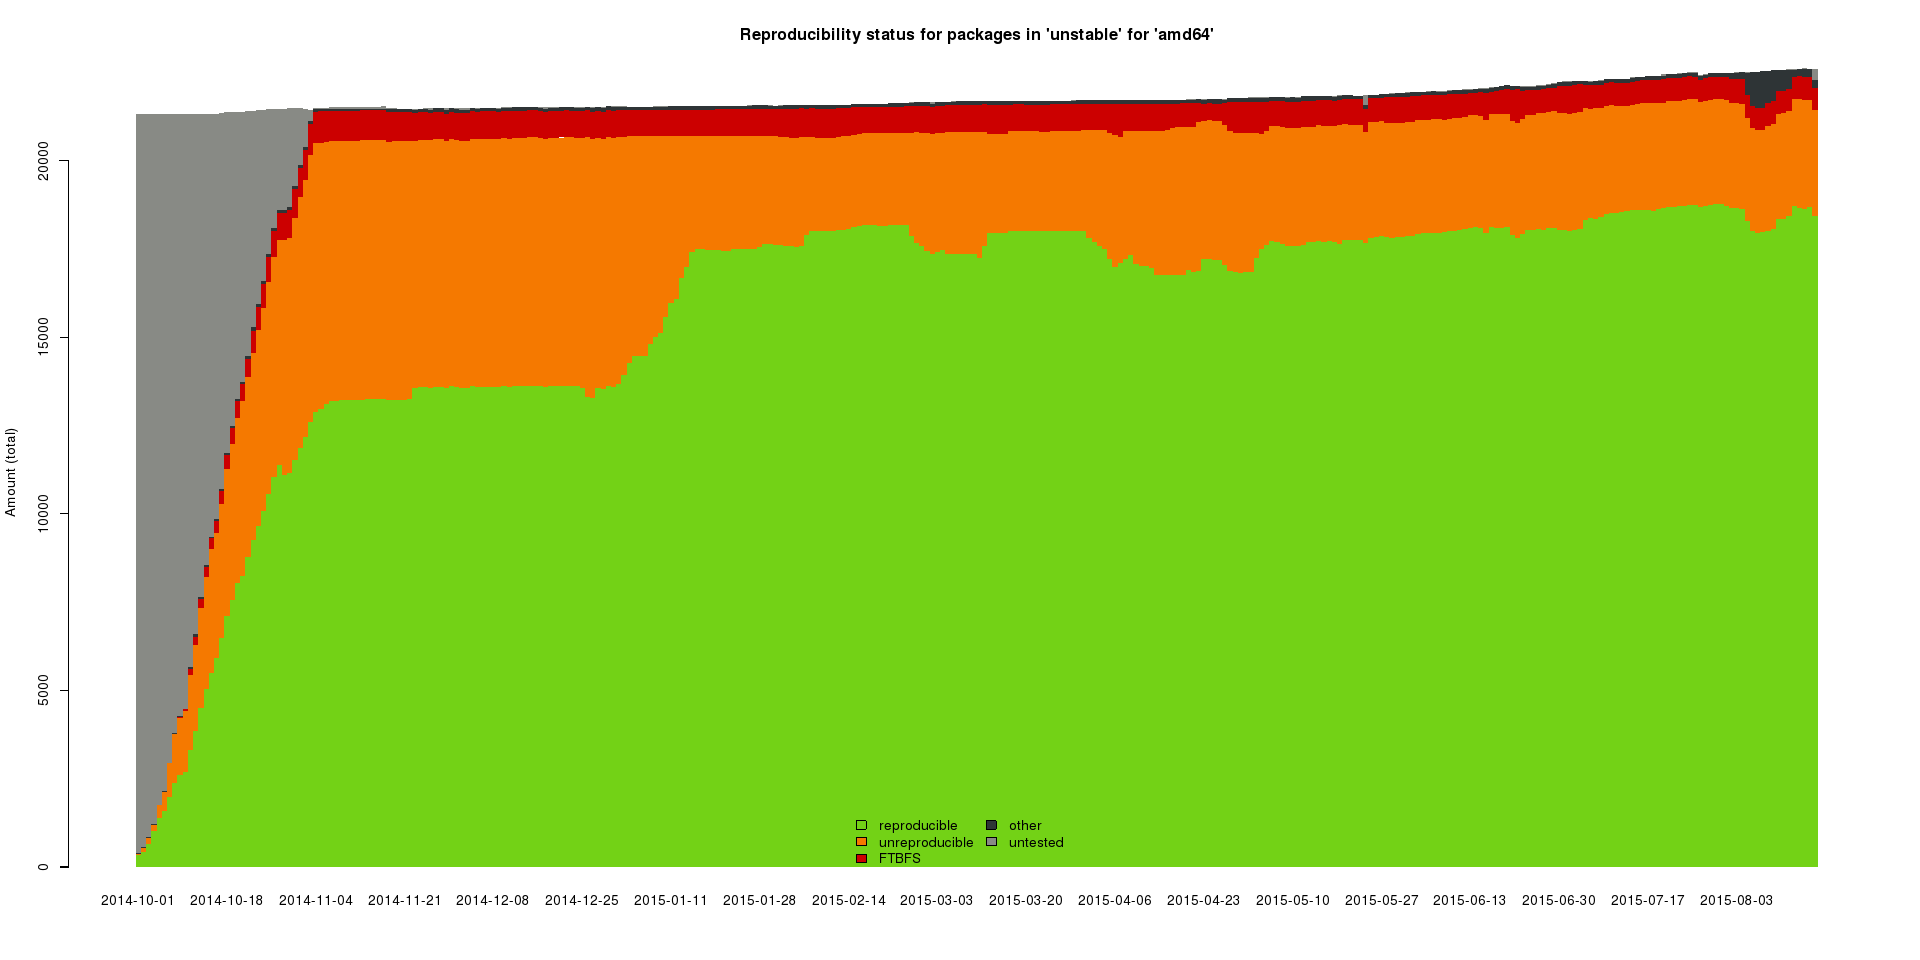 Reproducibility status for packages in 'unstable' for 'amd64'
Amount (total)
20000
15000
10000
5000
0
reproducible
unreproducible
FTBFS
other
untested
2014-10-01 2014-10-18 2014-11-04 2014-11-21 2014-12-08 2014-12-25 2015-01-11 2015-01-28 2015-02-14 2015-03-03 2015-03-20 2015-04-06 2015-04-23 2015-05-10 2015-05-27 2015-06-13 2015-06-30 2015-07-17 2015-08-03